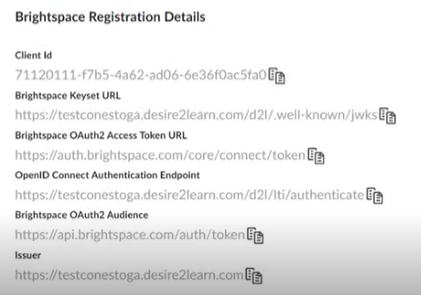 Brightspace Registration Details
Client Id
71120111-f7b5-4a62-ad06-6e36f0ac5fa0
Brightspace Keyset URL
https://testconestoga.desire2learn.com/d2l/.well-known/jwks
Brightspace OAuth2 Access Token URL
https://auth.brightspace.com/core/connect/token
OpenID Connect Authentication Endpoint
https://testconestoga.desire2learn.com/d2l/lti/authenticate
Brightspace OAuth2 Audience
https://api.brightspace.com/auth/token
Issuer
https://testconestoga.desire2learn.com